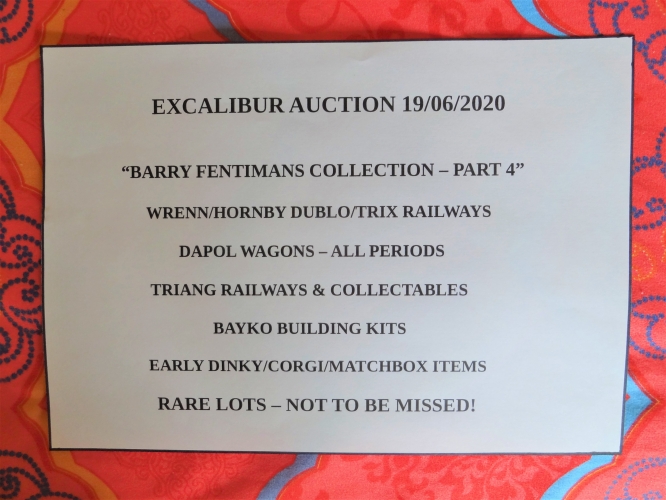 EXCALIBUR AUCTION 19/06/2020
“BARRY FENTIMANS COLLECTION – PART 4”
WRENN/HORNBY DUBLO/TRIX RAILWAYS
DAPOL WAGONS – ALL PERIODS
TRIANG RAILWAYS & COLLECTABLES
BAYKO BUILDING KITS
EARLY DINKY/CORGI/MATCHBOX ITEMS
RARE LOTS – NOT TO BE MISSED!